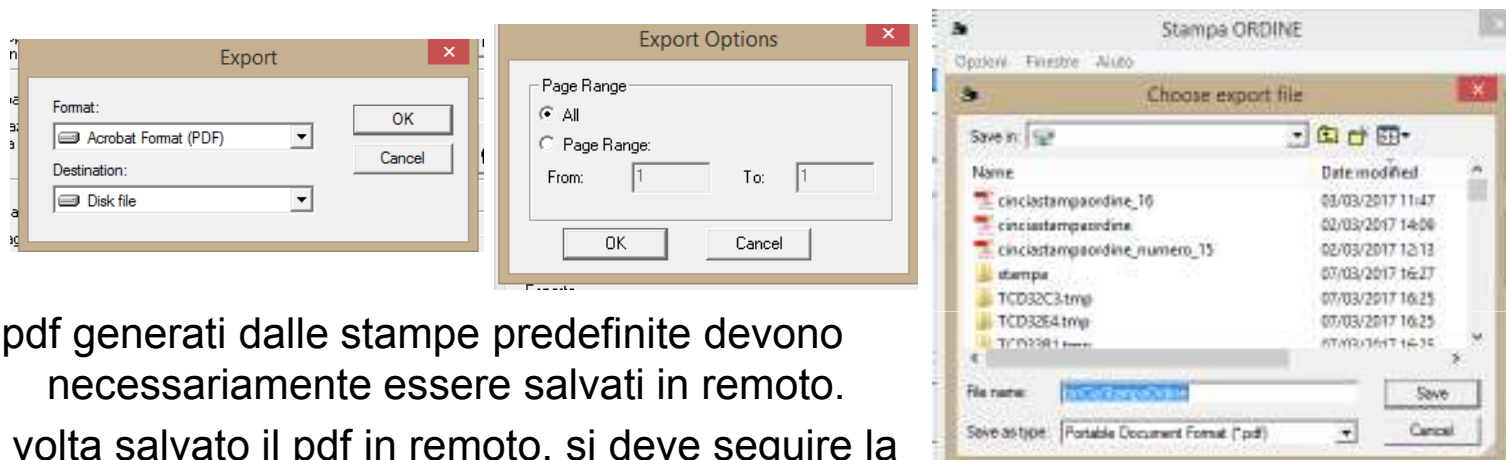 Export
Format:
Acrobat Format (PDF)
Destination:
Disk file
OK
Cancel
Export Options
Page Range
All
Page Range:
From: 1 To: 1
OK Cancel
Stampa ORDINE
Opzioni Finestre Aiuto
Choose export file
Save in:
Name Date modified
cinciastampaordine_16 03/03/2017 11:47
cinciastampaordine 02/03/2017 14:08
cinciastampaordine_numero_15 02/03/2017 12:13
stampa 07/03/2017 16:27
TCD32C3.tmp 07/03/2017 16:25
TCD32E4.tmp 07/03/2017 16:25
File name: Save
Save as type: Portable Document Format (*.pdf) Cancel
pdf generati dalle stampe predefinite devono
necessariamente essere salvati in remoto.
volta salvato il pdf in remoto, si deve seguire la